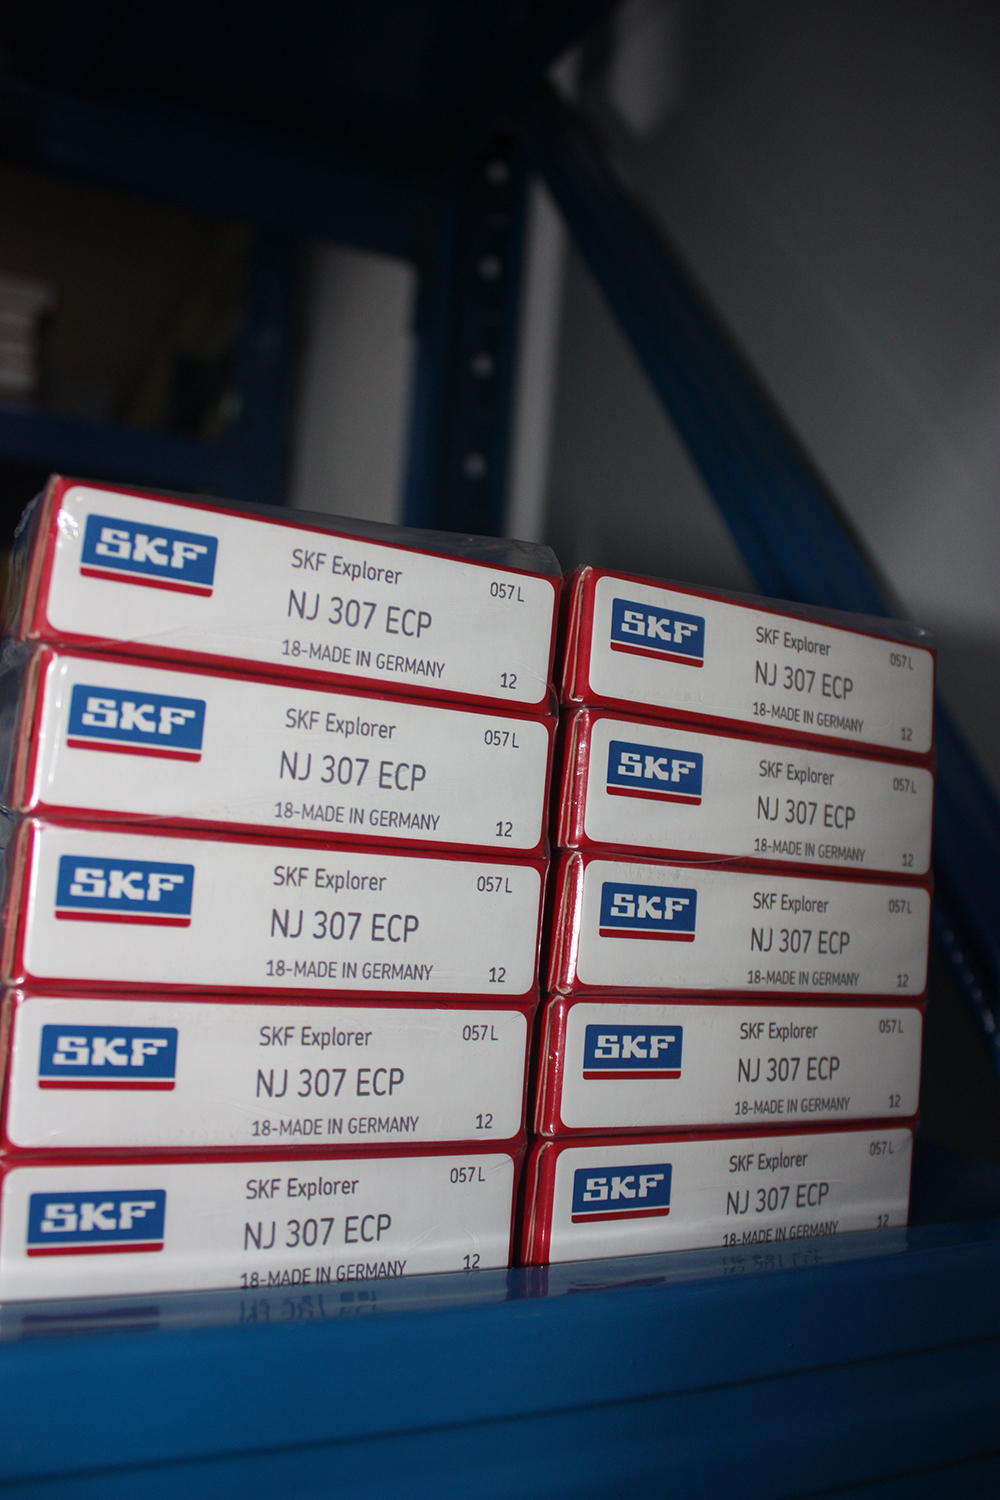 SKF
SKF Explorer
057 L
NJ 307 ECP
18-MADE IN GERMANY
12
SKF
SKF Explorer
057 L
NJ 307 ECP
18-MADE IN GERMANY
12
SKF
SKF Explorer
057 L
NJ 307 ECP
18-MADE IN GERMANY
12
SKF
SKF Explorer
057 L
NJ 307 ECP
18-MADE IN GERMANY
12
SKF
SKF Explorer
057 L
NJ 307 ECP
18-MADE IN GERMANY
12
SKF
SKF Explorer
057 L
NJ 307 ECP
18-MADE IN GERMANY
12
SKF
SKF Explorer
057 L
NJ 307 ECP
18-MADE IN GERMANY
12
SKF
SKF Explorer
057 L
NJ 307 ECP
18-MADE IN GERMANY
12
SKF
SKF Explorer
057 L
NJ 307 ECP
18-MADE IN GERMANY
12
SKF
SKF Explorer
057 L
NJ 307 ECP
18-MADE IN GERMANY
12